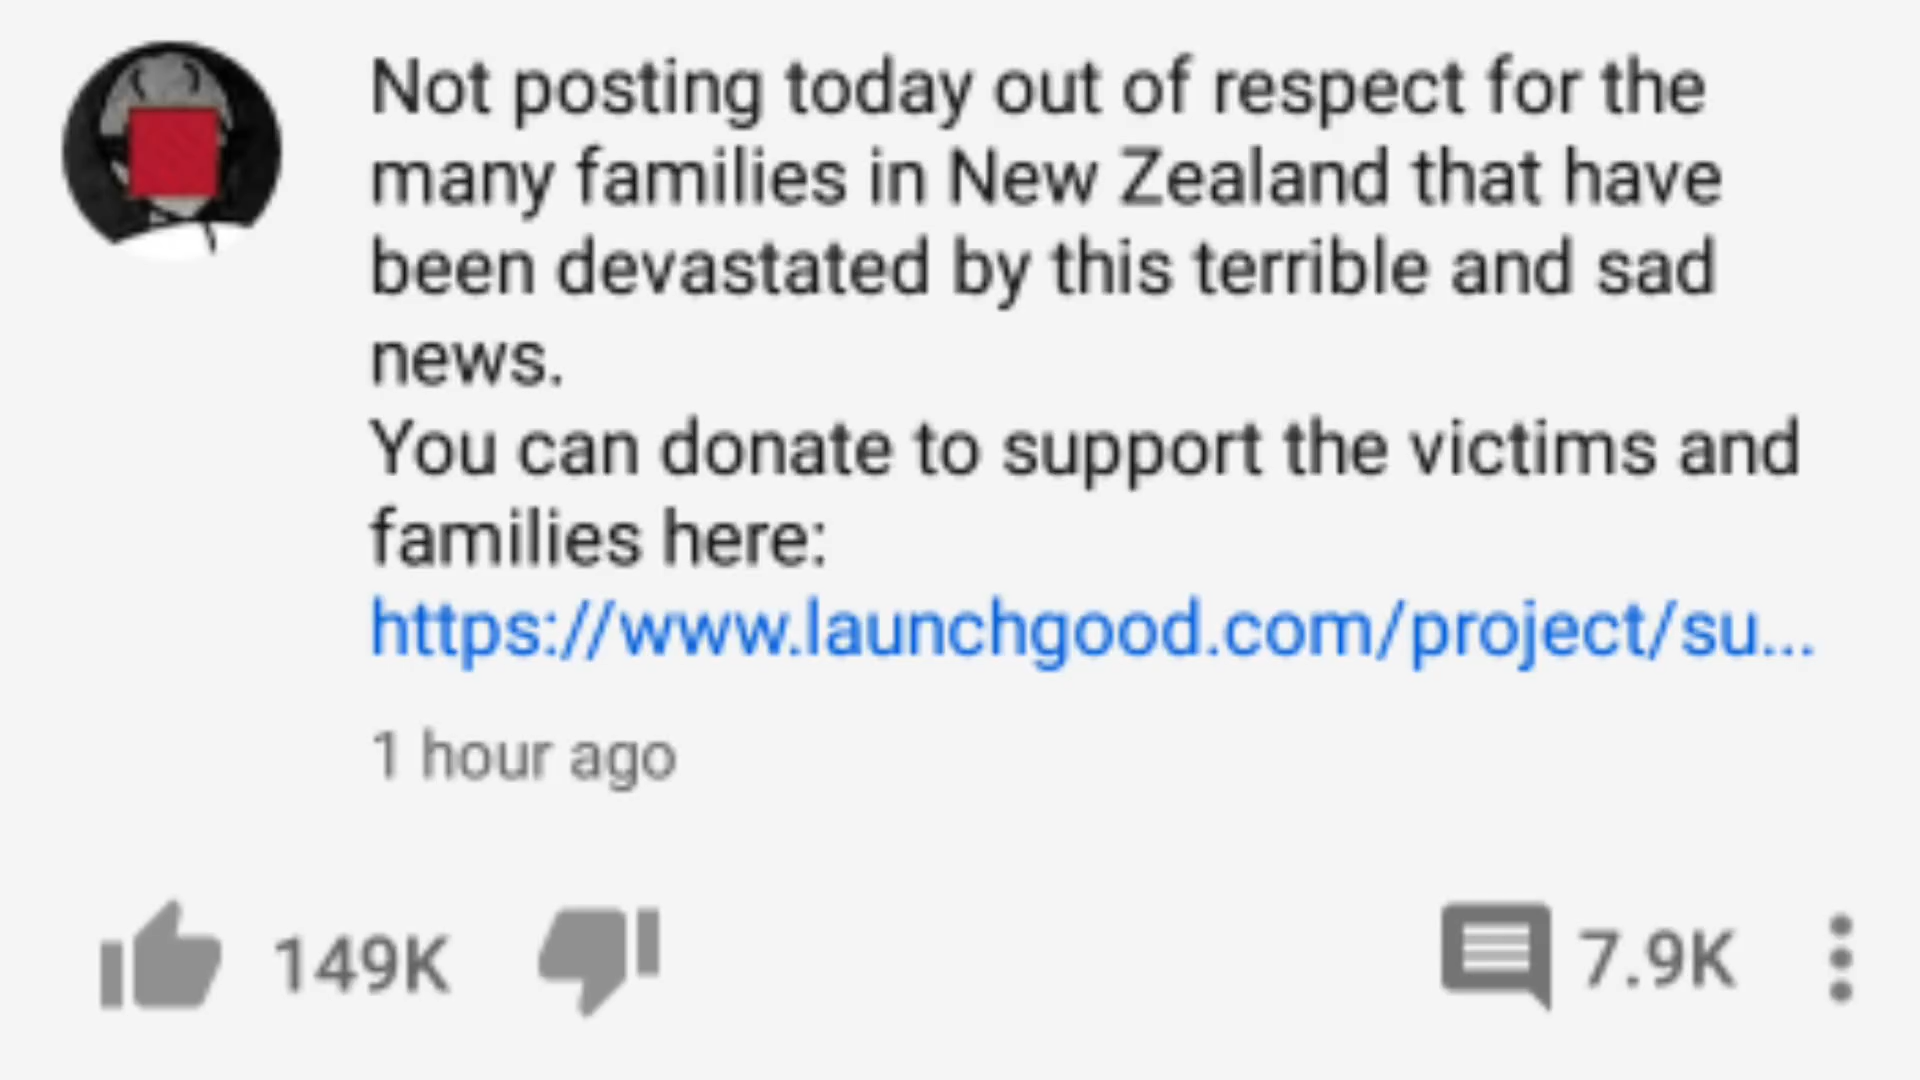 Not posting today out of respect for the
many families in New Zealand that have
been devastated by this terrible and sad
news.
You can donate to support the victims and
families here:
https://www.launchgood.com/project/su...
1 hour ago
149K
7.9K